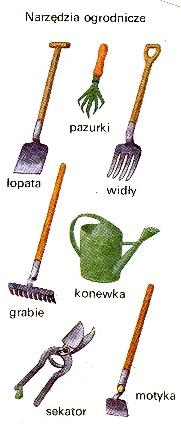 Narzędzia ogrodnicze
pazurki
łopata
widły
konewka
grabie
motyka
sekator